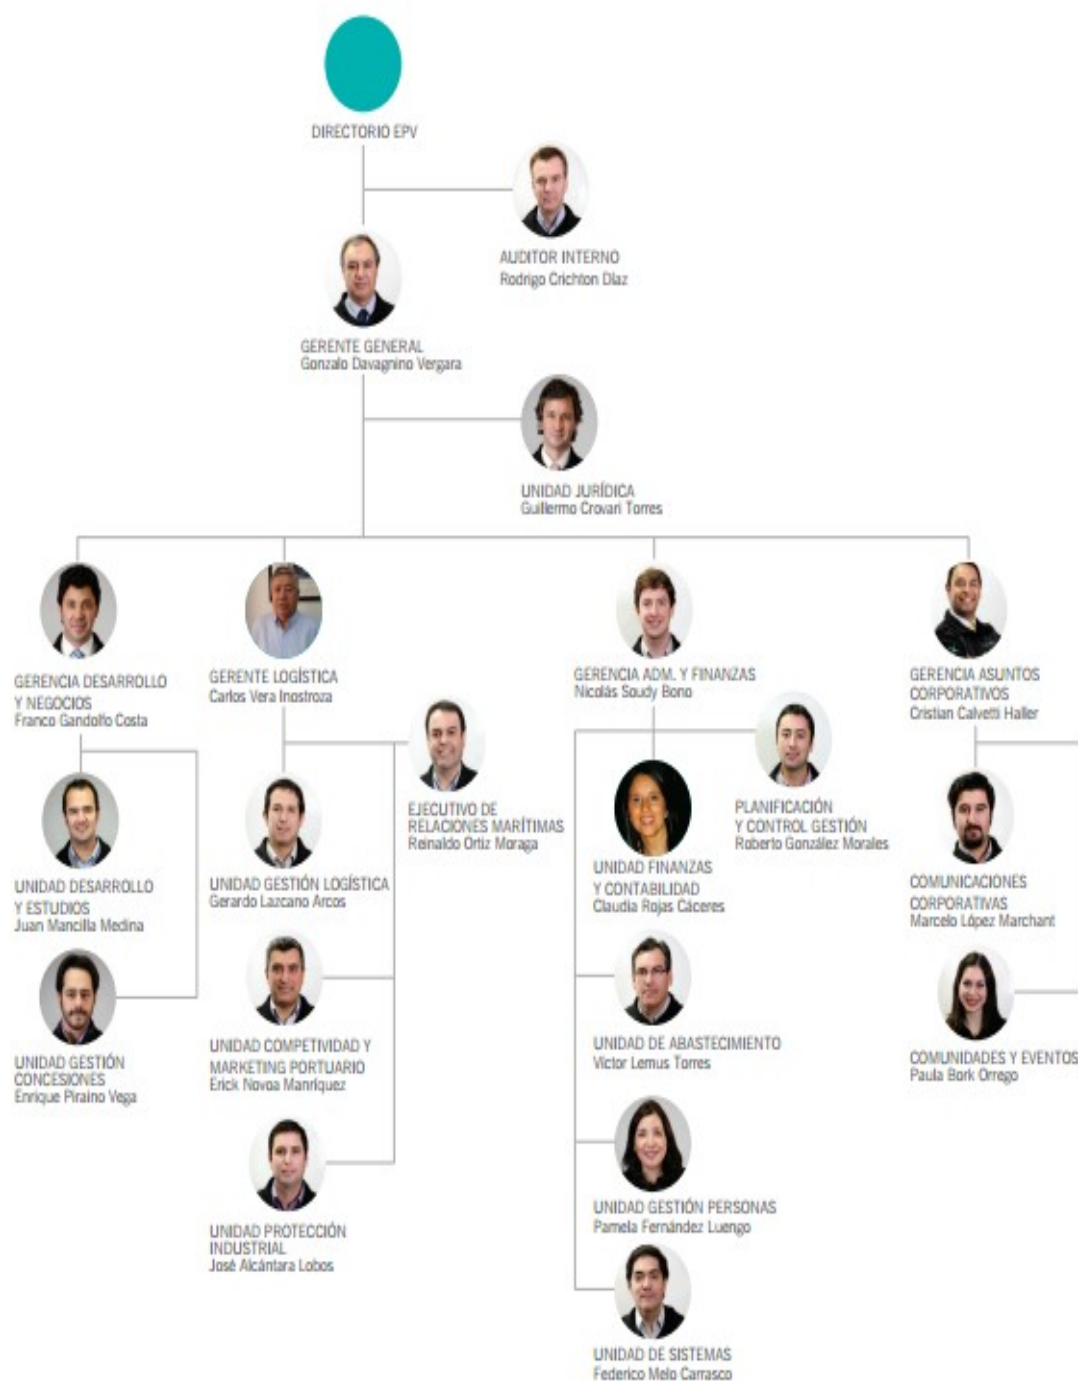 DIRECTORIO EPV
AUDITOR INTERNO
Rodrigo Crichton Díaz
GERENTE GENERAL
Gonzalo Davagnino Vergara
UNIDAD JURÍDICA
Guillermo Crovari Torres
GERENCIA DESARROLLO
Y NEGOCIOS
Franco Gandolfo Costa
GERENTE LOGÍSTICA
Carlos Vera Inostroza
GERENCIA ADM. Y FINANZAS
Nicolás Soudy Bono
GERENCIA ASUNTOS
CORPORATIVOS
Cristian Calvetti Haller
EJECUTIVO DE
RELACIONES MARÍTIMAS
Reinaldo Ortiz Moraga
PLANIFICACIÓN
Y CONTROL GESTIÓN
Roberto González Morales
UNIDAD DESARROLLO
Y ESTUDIOS
Juan Mancilla Medina
UNIDAD GESTIÓN LOGÍSTICA
Gerardo Lazcano Arcos
UNIDAD FINANZAS
Y CONTABILIDAD
Claudia Rojas Cáceres
COMUNICACIONES
CORPORATIVAS
Marcelo López Marchant
UNIDAD GESTIÓN
CONCESIONES
Enrique Piraino Vega
UNIDAD COMPETIVIDAD Y
MARKETING PORTUARIO
Erick Novoa Manríquez
UNIDAD DE ABASTECIMIENTO
Víctor Lemus Torres
COMUNIDADES Y EVENTOS
Paula Bork Orrego
UNIDAD PROTECCIÓN
INDUSTRIAL
José Alcántara Lobos
UNIDAD GESTIÓN PERSONAS
Pamela Fernández Luengo
UNIDAD DE SISTEMAS
Federico Melo Carrasco